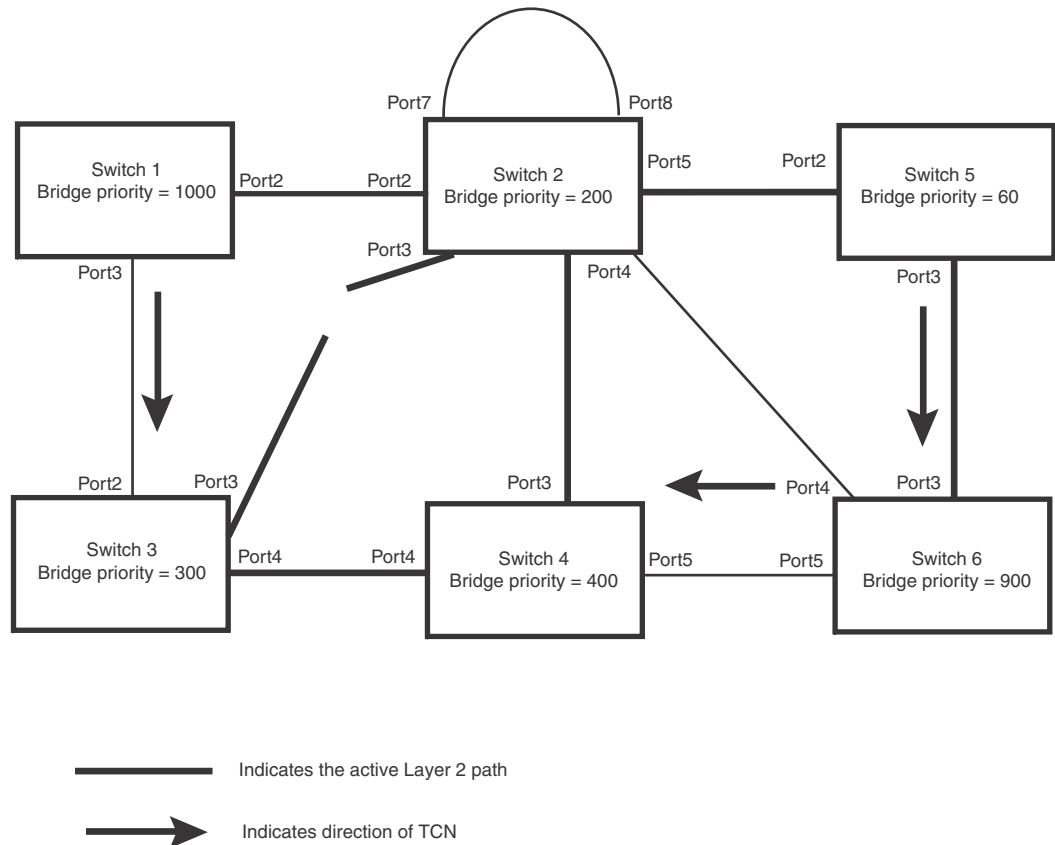 Port7
Port8
Switch 1
Bridge priority = 1000
Port2
Port2
Switch 2
Bridge priority = 200
Port5
Port2
Switch 5
Bridge priority = 60
Port3
Port3
Port4
Port3
Port2
Port3
Port3
Port4
Port3
Switch 3
Bridge priority = 300
Port4
Port4
Switch 4
Bridge priority = 400
Port5
Port5
Switch 6
Bridge priority = 900
Indicates the active Layer 2 path
Indicates direction of TCN